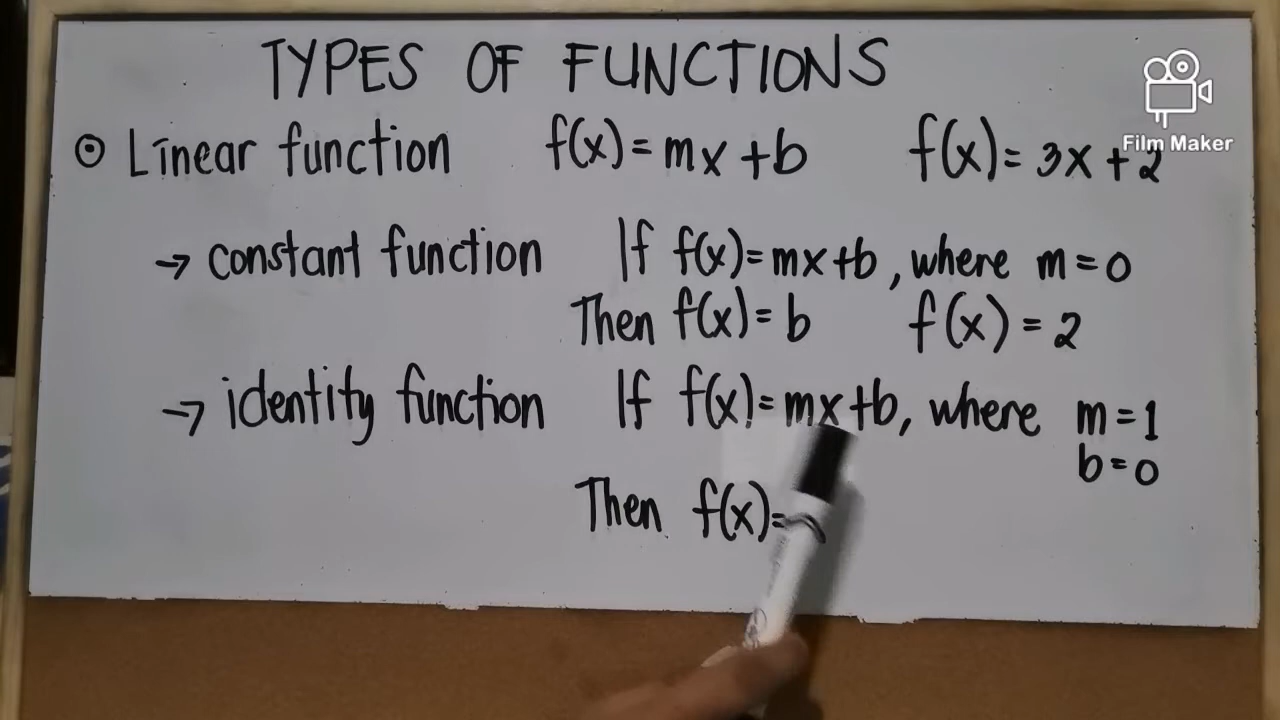 TYPES OF FUNCTIONS
Film Maker
⊙ Linear function f(x)=mx+b f(x)=3x+2
→ constant function If f(x)=mx+b, where m=0
Then f(x)=b f(x)=2
→ identity function If f(x)=mx+b, where m=1
b=0
Then f(x)=